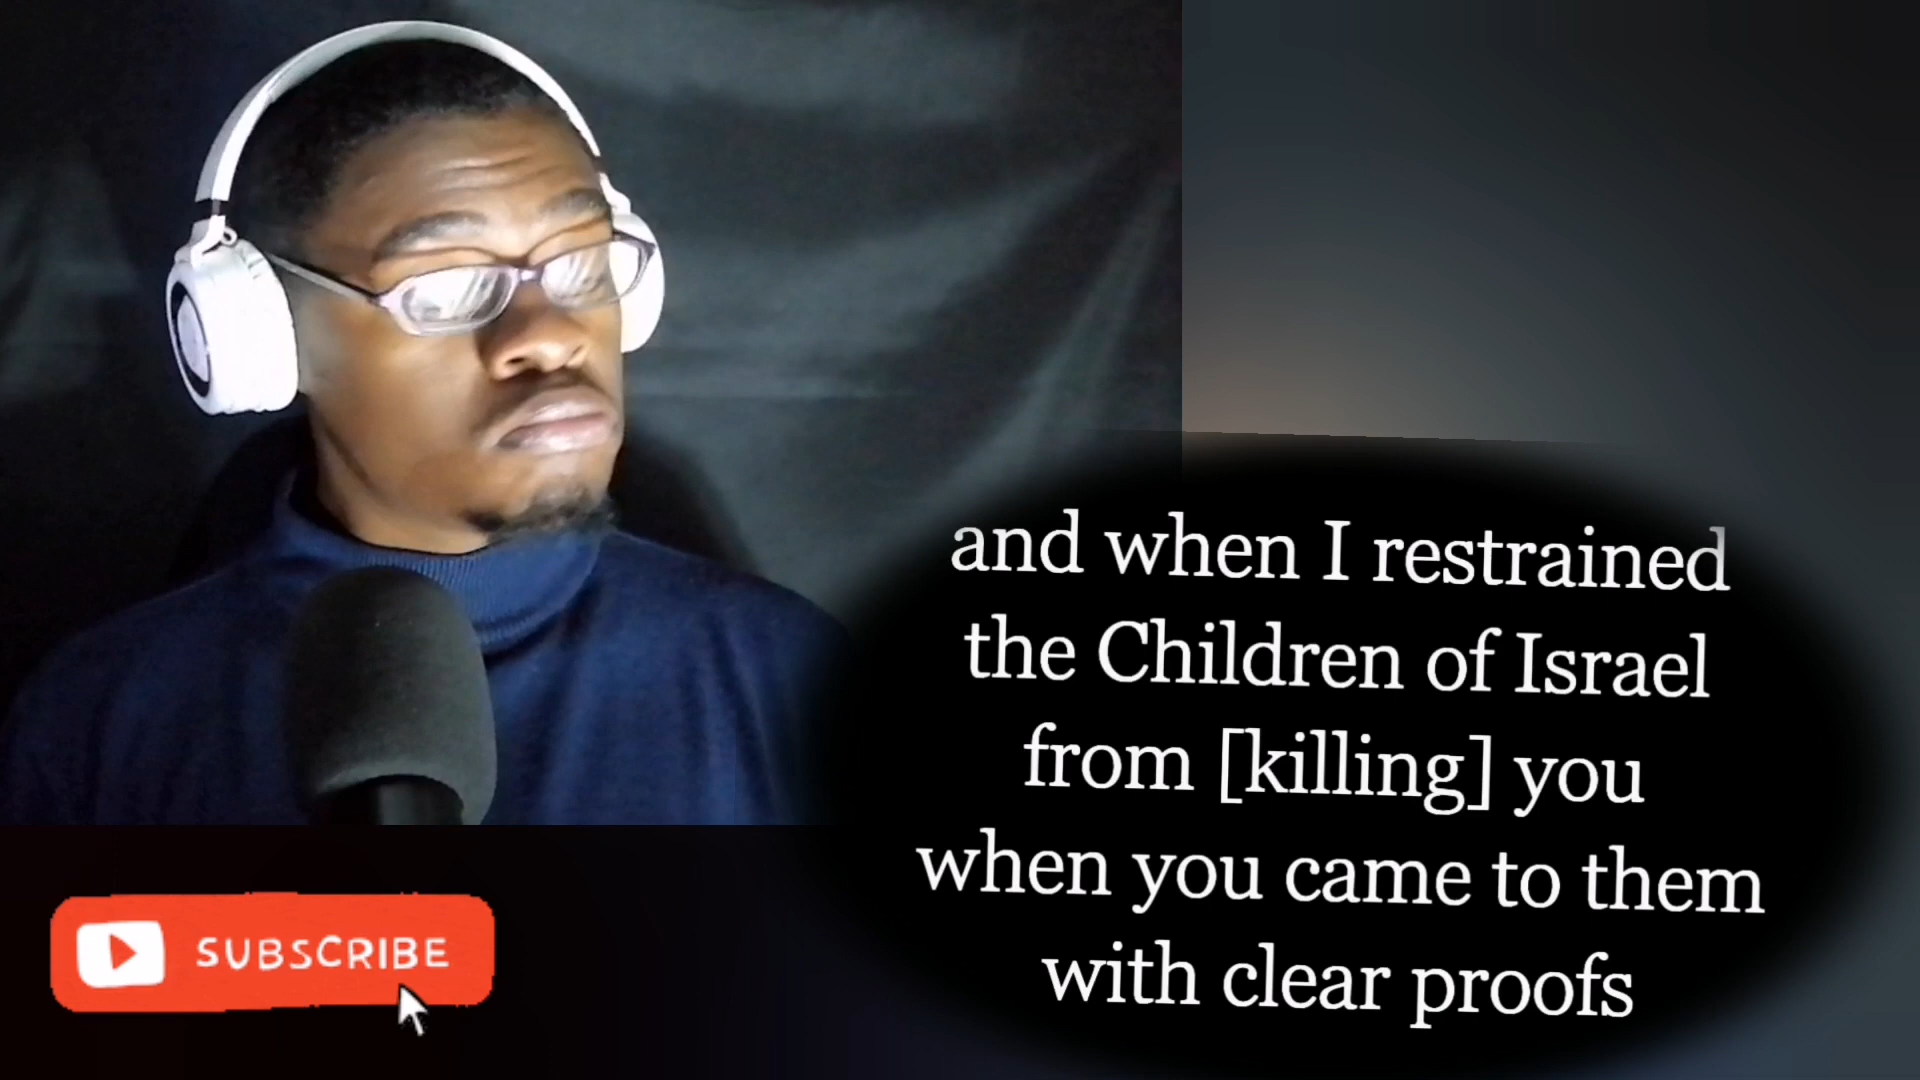 and when I restrained
the Children of Israel
from [killing] you
when you came to them
with clear proofs
SUBSCRIBE